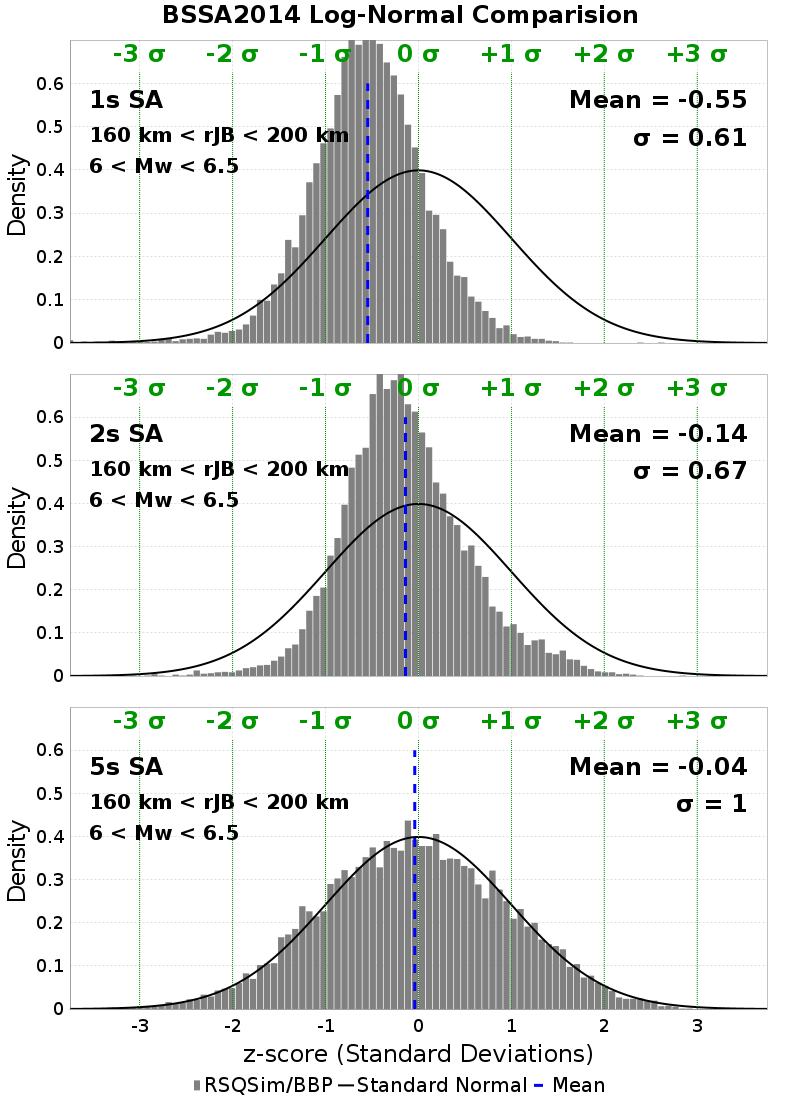 BSSA2014 Log-Normal Comparision
-3 σ -2 σ -1 σ 0 σ +1 σ +2 σ +3 σ
1s SA Mean = -0.55
160 km < rJB < 200 km σ = 0.61
6 < Mw < 6.5
0.6
0.5
0.4
0.3
0.2
0.1
0
Density
-3 σ -2 σ -1 σ 0 σ +1 σ +2 σ +3 σ
2s SA Mean = -0.14
160 km < rJB < 200 km σ = 0.67
6 < Mw < 6.5
0.6
0.5
0.4
0.3
0.2
0.1
0
Density
-3 σ -2 σ -1 σ 0 σ +1 σ +2 σ +3 σ
5s SA Mean = -0.04
160 km < rJB < 200 km σ = 1
6 < Mw < 6.5
0.6
0.5
0.4
0.3
0.2
0.1
0
Density
-3 -2 -1 0 1 2 3
z-score (Standard Deviations)
RSQSim/BBP Standard Normal Mean